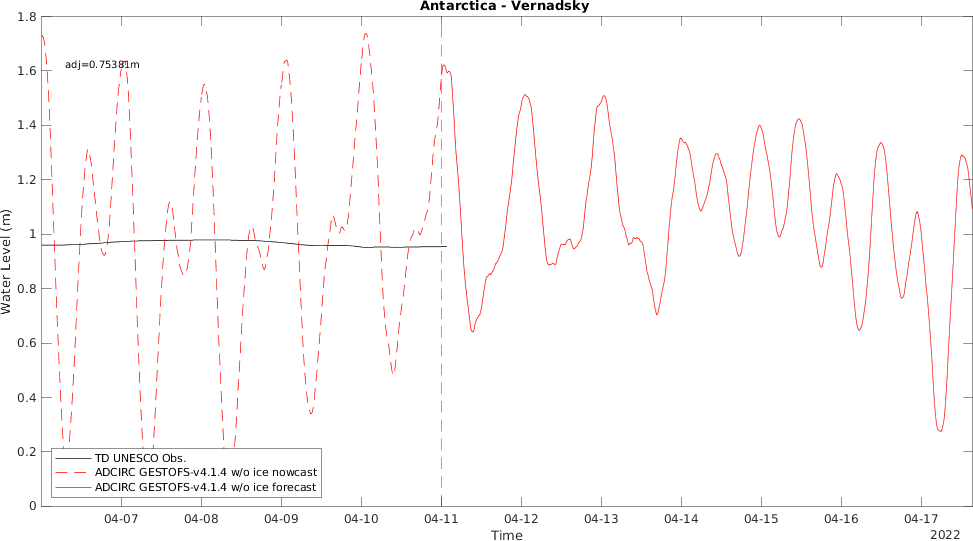 Antarctica - Vernadsky
1.8
1.6
1.4
1.2
1
0.8
0.6
0.4
0.2
0
Water Level (m)
adj=0.75381m
TD UNESCO Obs.
ADCIRC GESTOFS-v4.1.4 w/o ice nowcast
ADCIRC GESTOFS-v4.1.4 w/o ice forecast
04-07 04-08 04-09 04-10 04-11 04-12 04-13 04-14 04-15 04-16 04-17
Time
2022